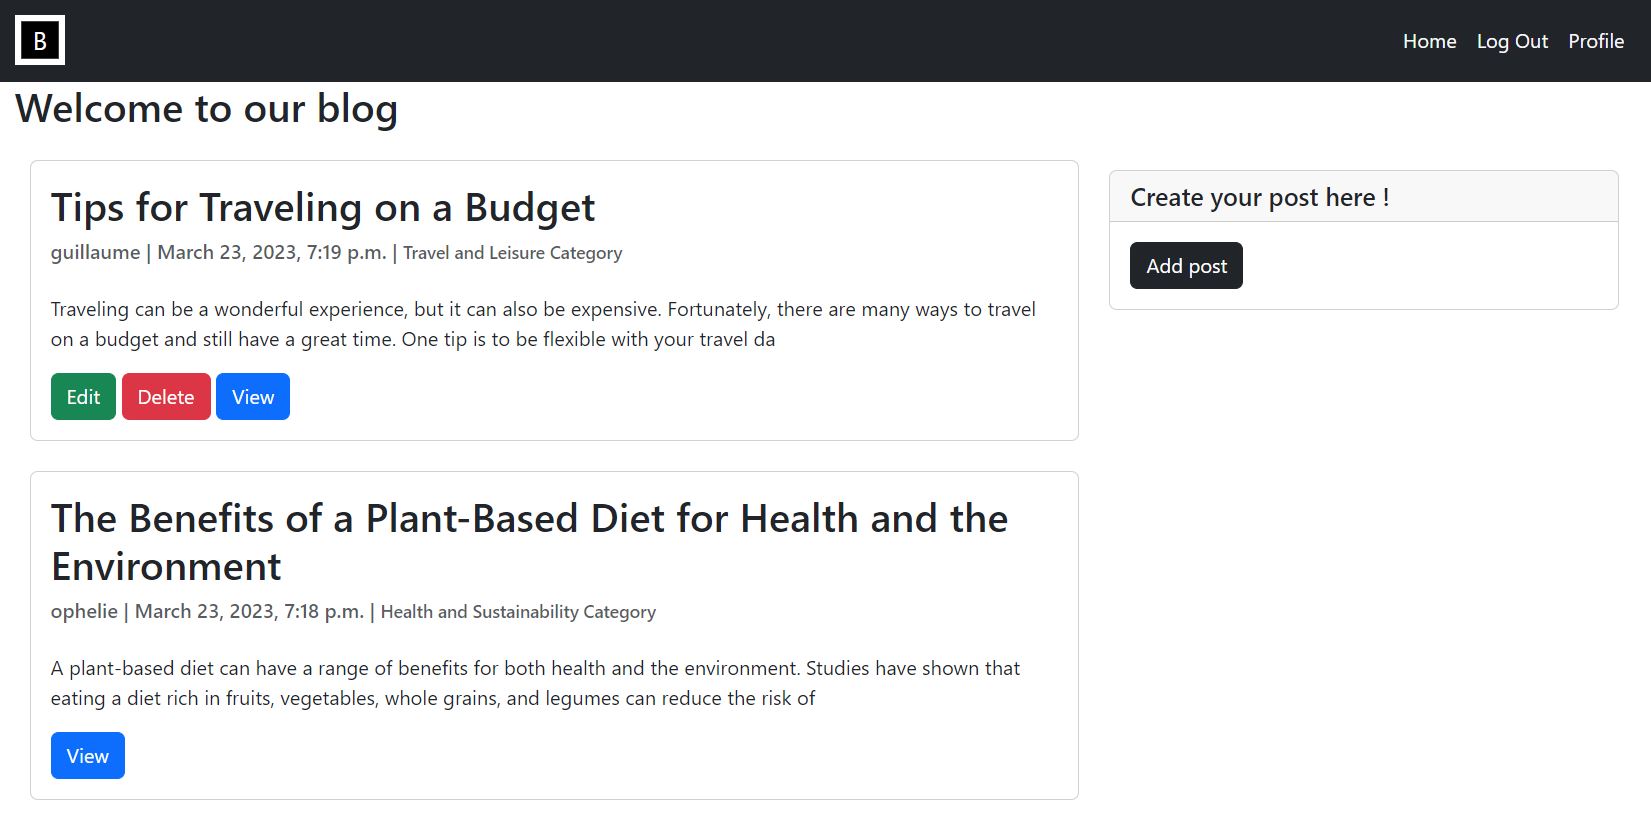 B
Home Log Out Profile
Welcome to our blog
Tips for Traveling on a Budget
guillaume | March 23, 2023, 7:19 p.m. | Travel and Leisure Category
Traveling can be a wonderful experience, but it can also be expensive. Fortunately, there are many ways to travel
on a budget and still have a great time. One tip is to be flexible with your travel da
Edit Delete View
Create your post here !
Add post
The Benefits of a Plant-Based Diet for Health and the
Environment
ophelie | March 23, 2023, 7:18 p.m. | Health and Sustainability Category
A plant-based diet can have a range of benefits for both health and the environment. Studies have shown that
eating a diet rich in fruits, vegetables, whole grains, and legumes can reduce the risk of
View